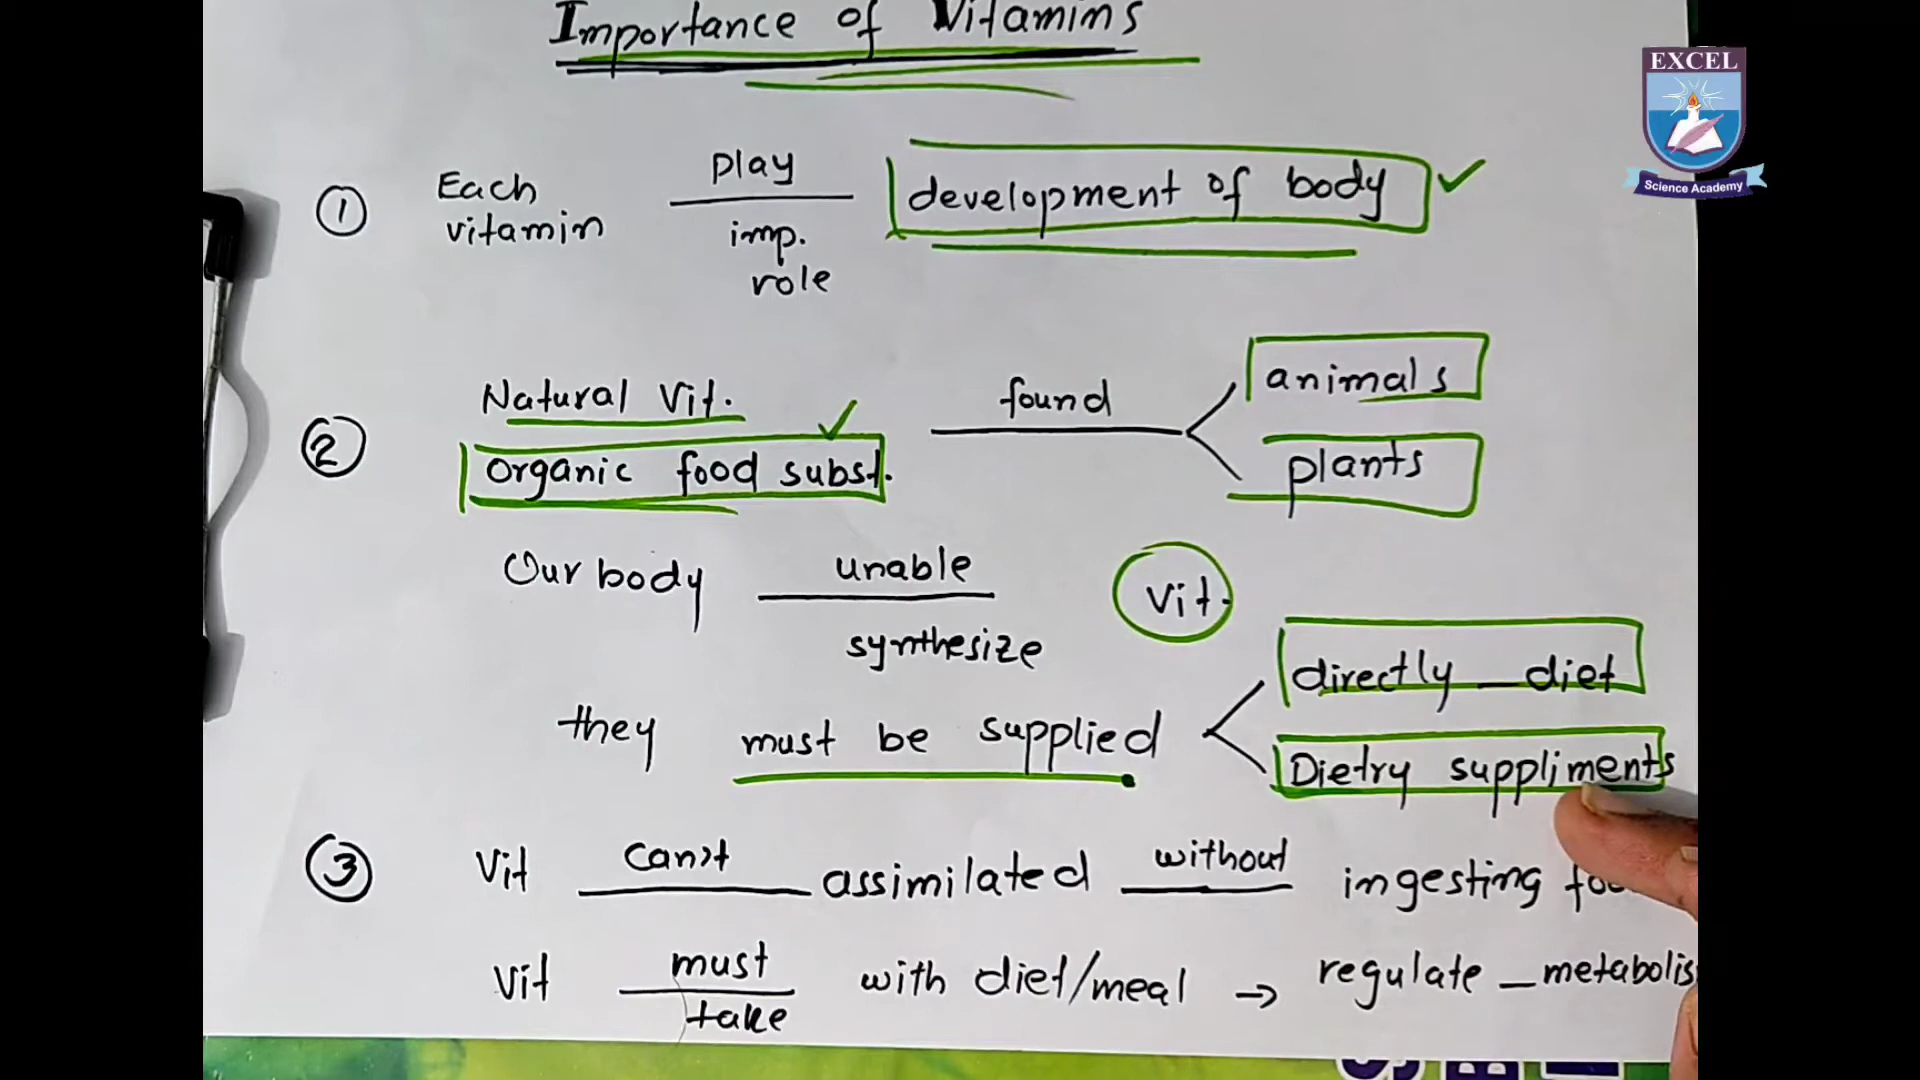 Importance of Vitamins
EXCEL
Science Academy
① Each vitamin play imp. role development of body ✓
② Natural Vit. found animals
Organic food subst. plants
Our body unable synthesize Vit.
they must be supplied directly _ diet
Dietry suppliments
③ Vit can't assimilated without ingesting
Vit must take with diet/meal → regulate _ metabolis